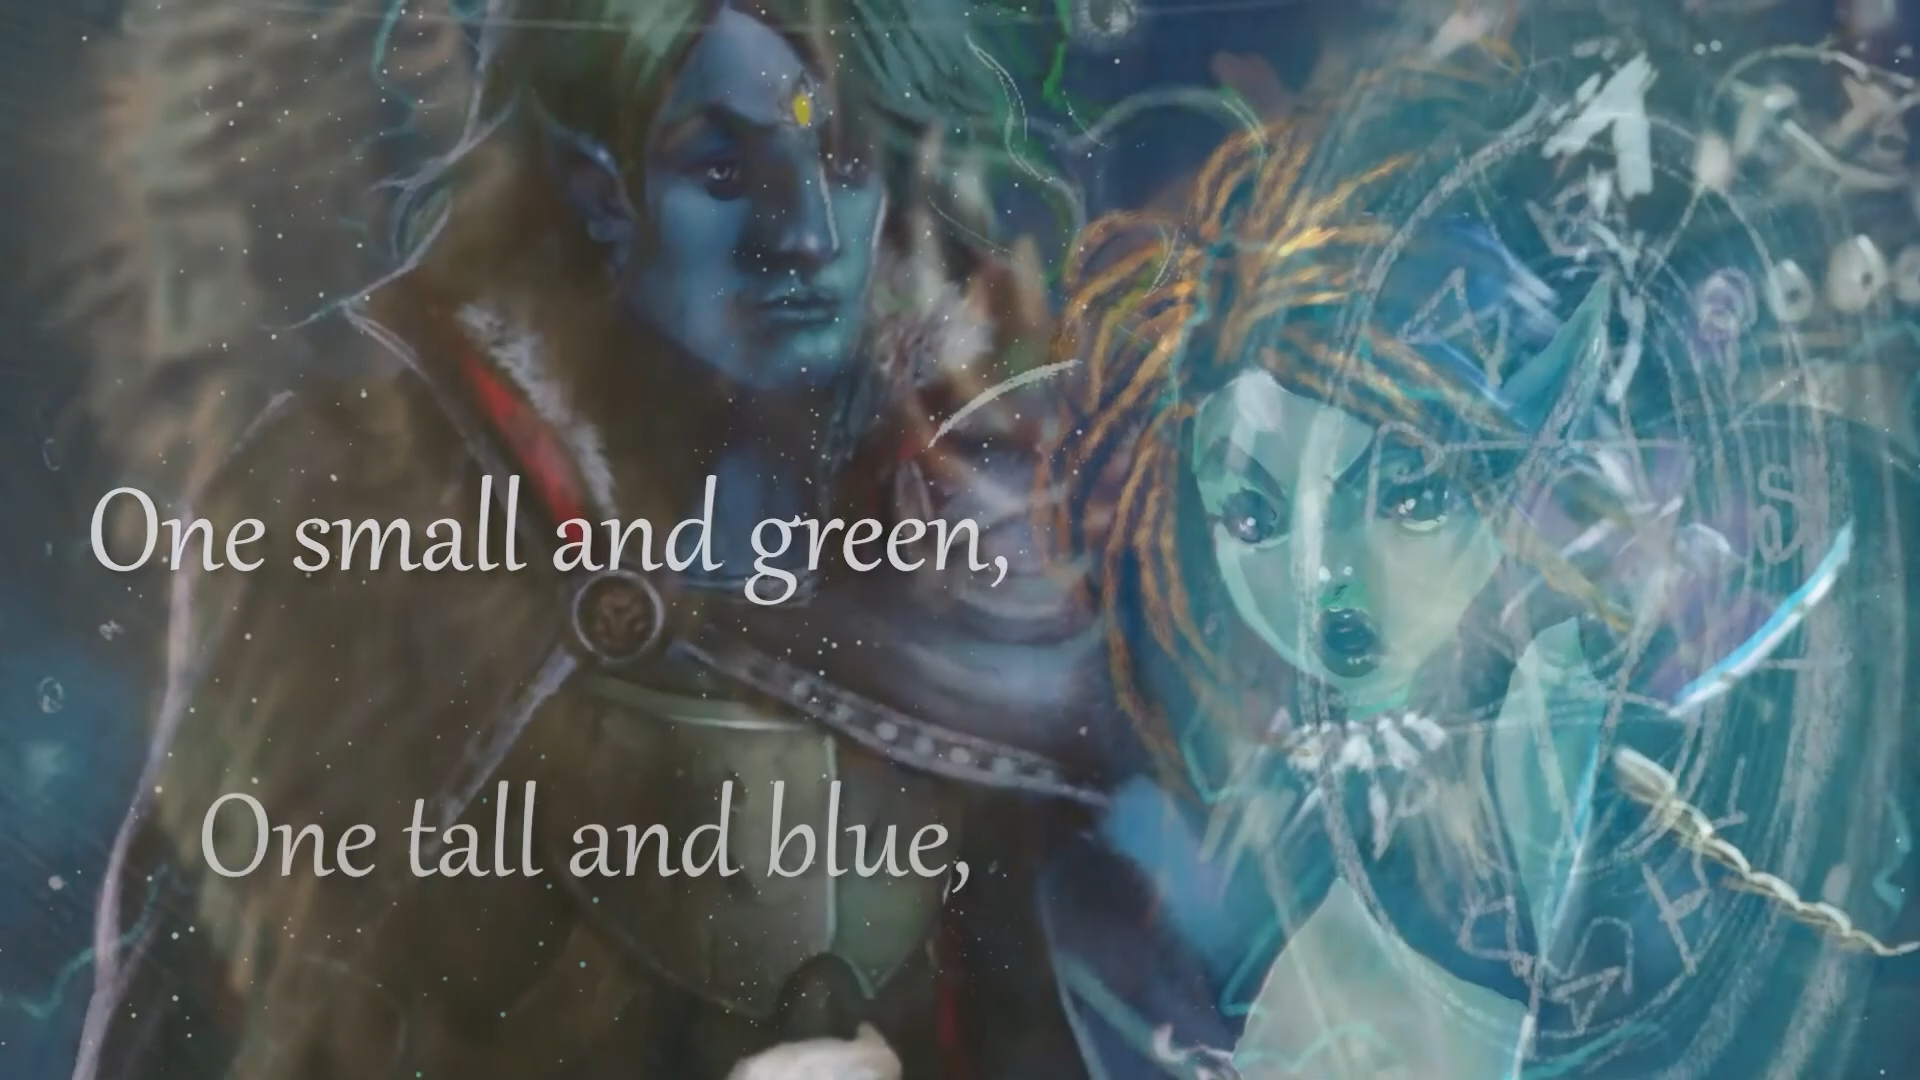 One small and green,
One tall and blue,